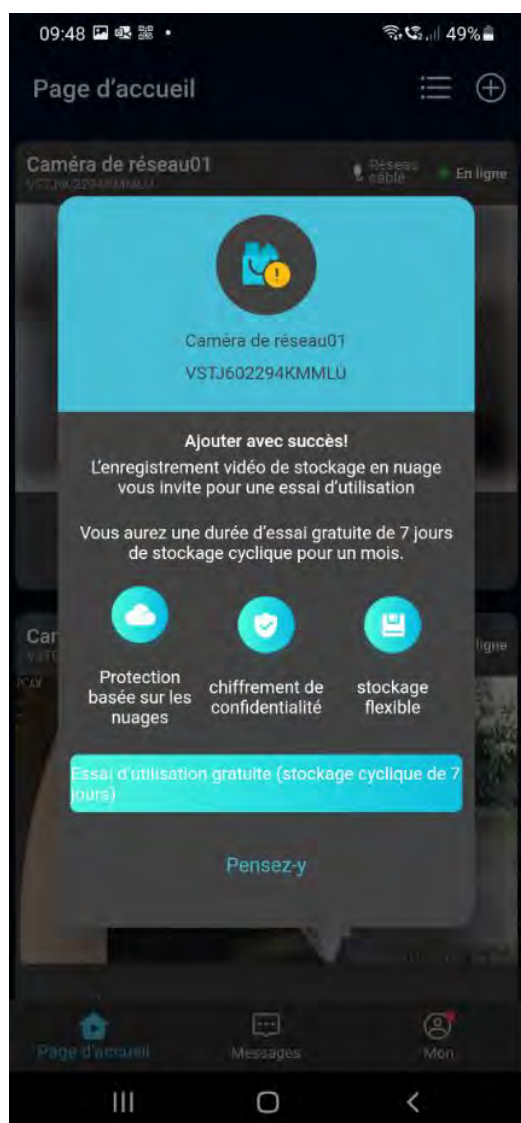 09:48
49%
Page d'accueil
Caméra de réseau01
Réseau
câblé
En ligne
Caméra de réseau01
VSTJ602294KMMLU
Ajouter avec succès!
L'enregistrement vidéo de stockage en nuage
vous invite pour une essai d'utilisation
Vous aurez une durée d'essai gratuite de 7 jours
de stockage cyclique pour un mois.
Car
ligne
Protection
basée sur les
nuages
chiffrement de
confidentialité
stockage
flexible
Essai d'utilisation gratuite (stockage cyclique de 7
jours)
Pensez-y
Page d'accueil
Messages
Mon